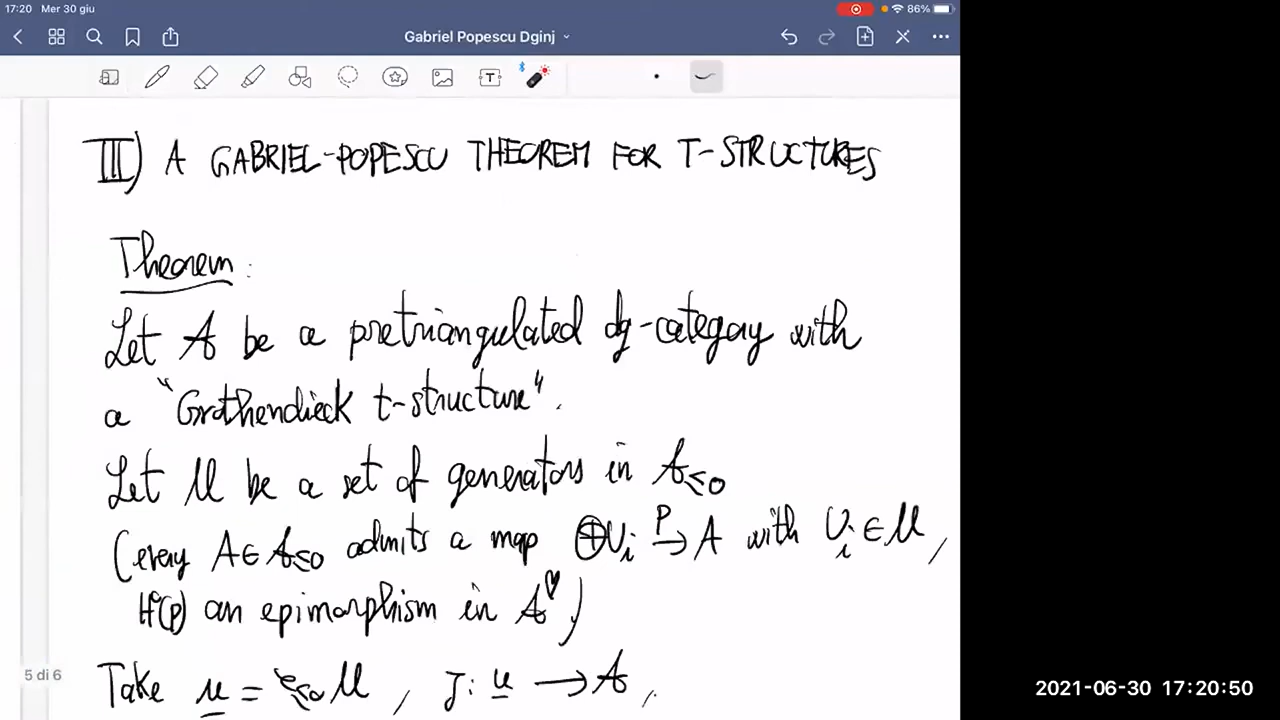 17:20 Mer 30 giu
86%
Gabriel Popescu Dginj
T
III) A GABRIEL-POPESCU THEOREM FOR T-STRUCTURES
Theorem:
Let A be a pretriangulated dg-category with
a "Grothendieck t-structure".
Let U be a set of generators in A≤0
(every A ∈ A≤0 admits a map ⊕Ui →p A with Ui ∈ U,
H⁰(p) an epimorphism in A♡)
5 di 6
Take u = τ≤0 U, j: u → A,
2021-06-30 17:20:50